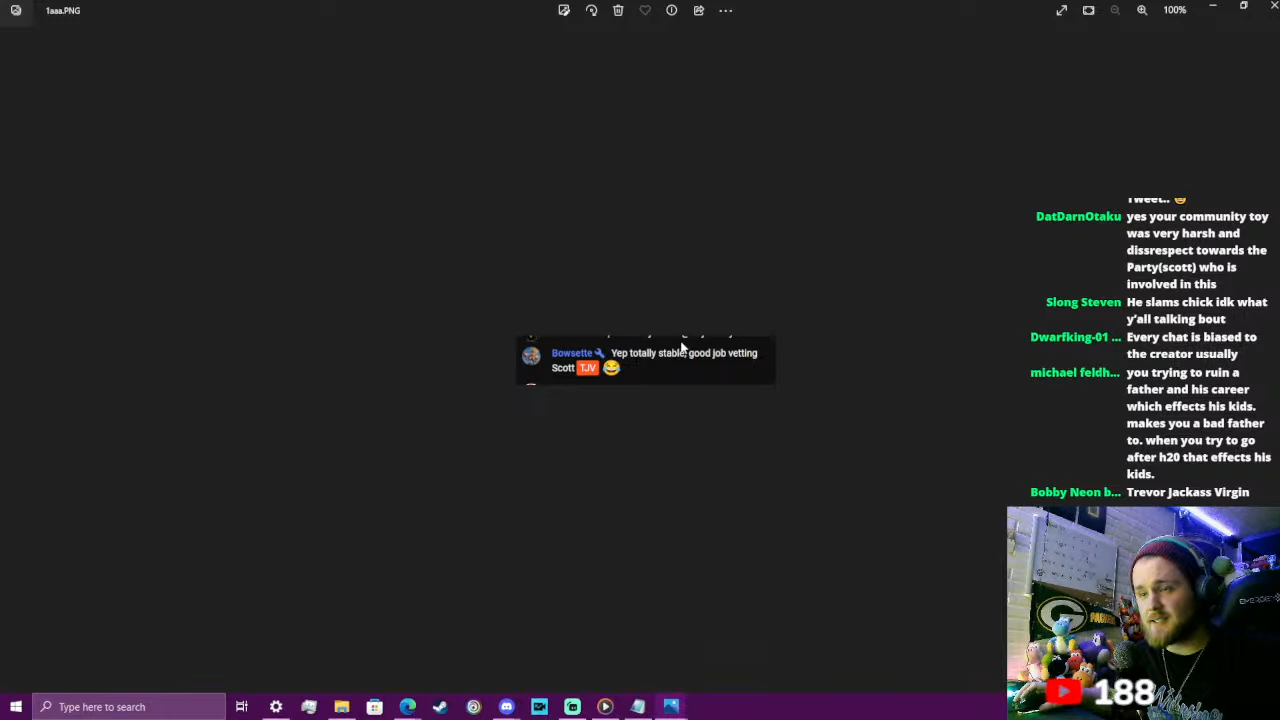 1aaa.PNG
100%
Tweet..
DatDarnOtaku yes your community toy
was very harsh and
dissrespect towards the
Party(scott) who is
involved in this
Slong Steven He slams chick idk what
y'all talking bout
Dwarfking-01 ... Every chat is biased to
the creator usually
michael feldh... you trying to ruin a
father and his career
which effects his kids.
makes you a bad father
to. when you try to go
after h20 that effects his
kids.
Bobby Neon b... Trevor Jackass Virgin
Bowsette Yep totally stable, good job vetting
Scott TJV
G
188
Type here to search